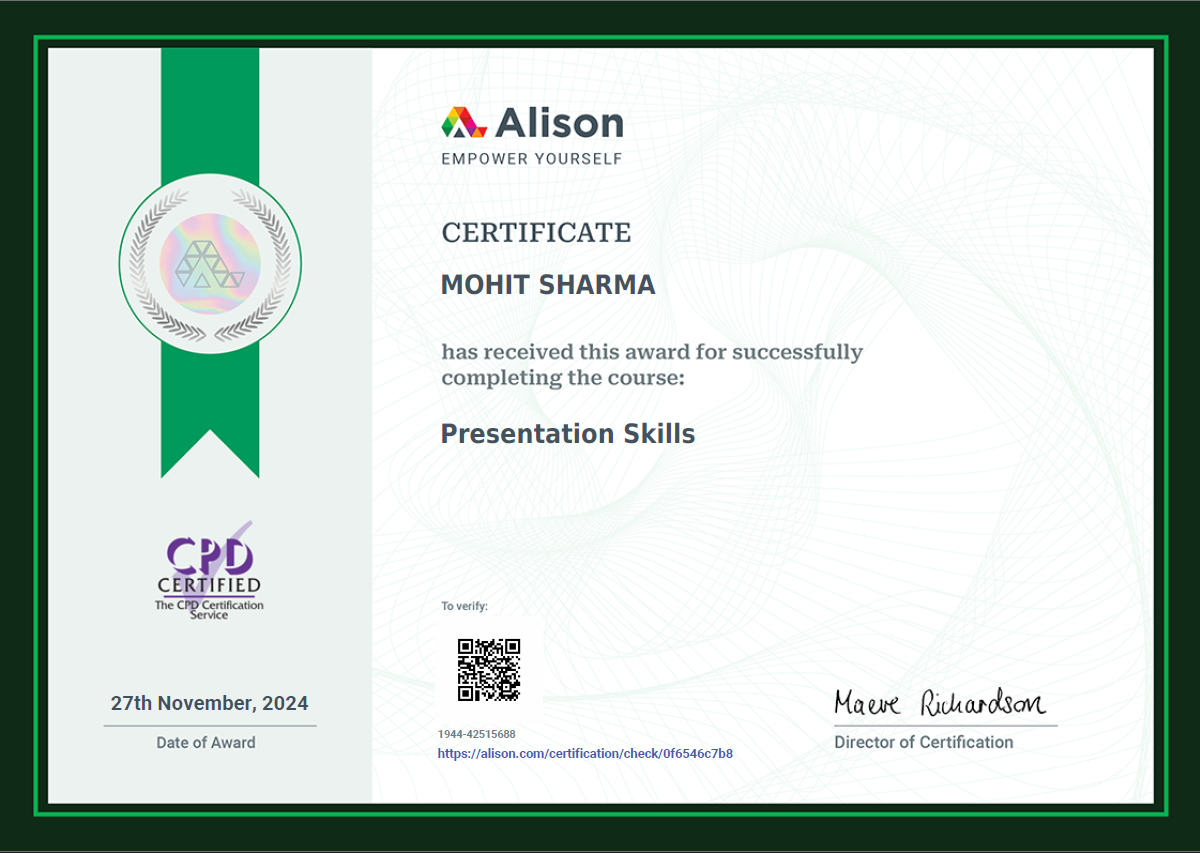 Alison
EMPOWER YOURSELF
CERTIFICATE
MOHIT SHARMA
has received this award for successfully
completing the course:
Presentation Skills
CPD
CERTIFIED
The CPD Certification
Service
27th November, 2024
Date of Award
To verify:
1944-42515688
https://alison.com/certification/check/0f6546c7b8
Maeve Richardson
Director of Certification